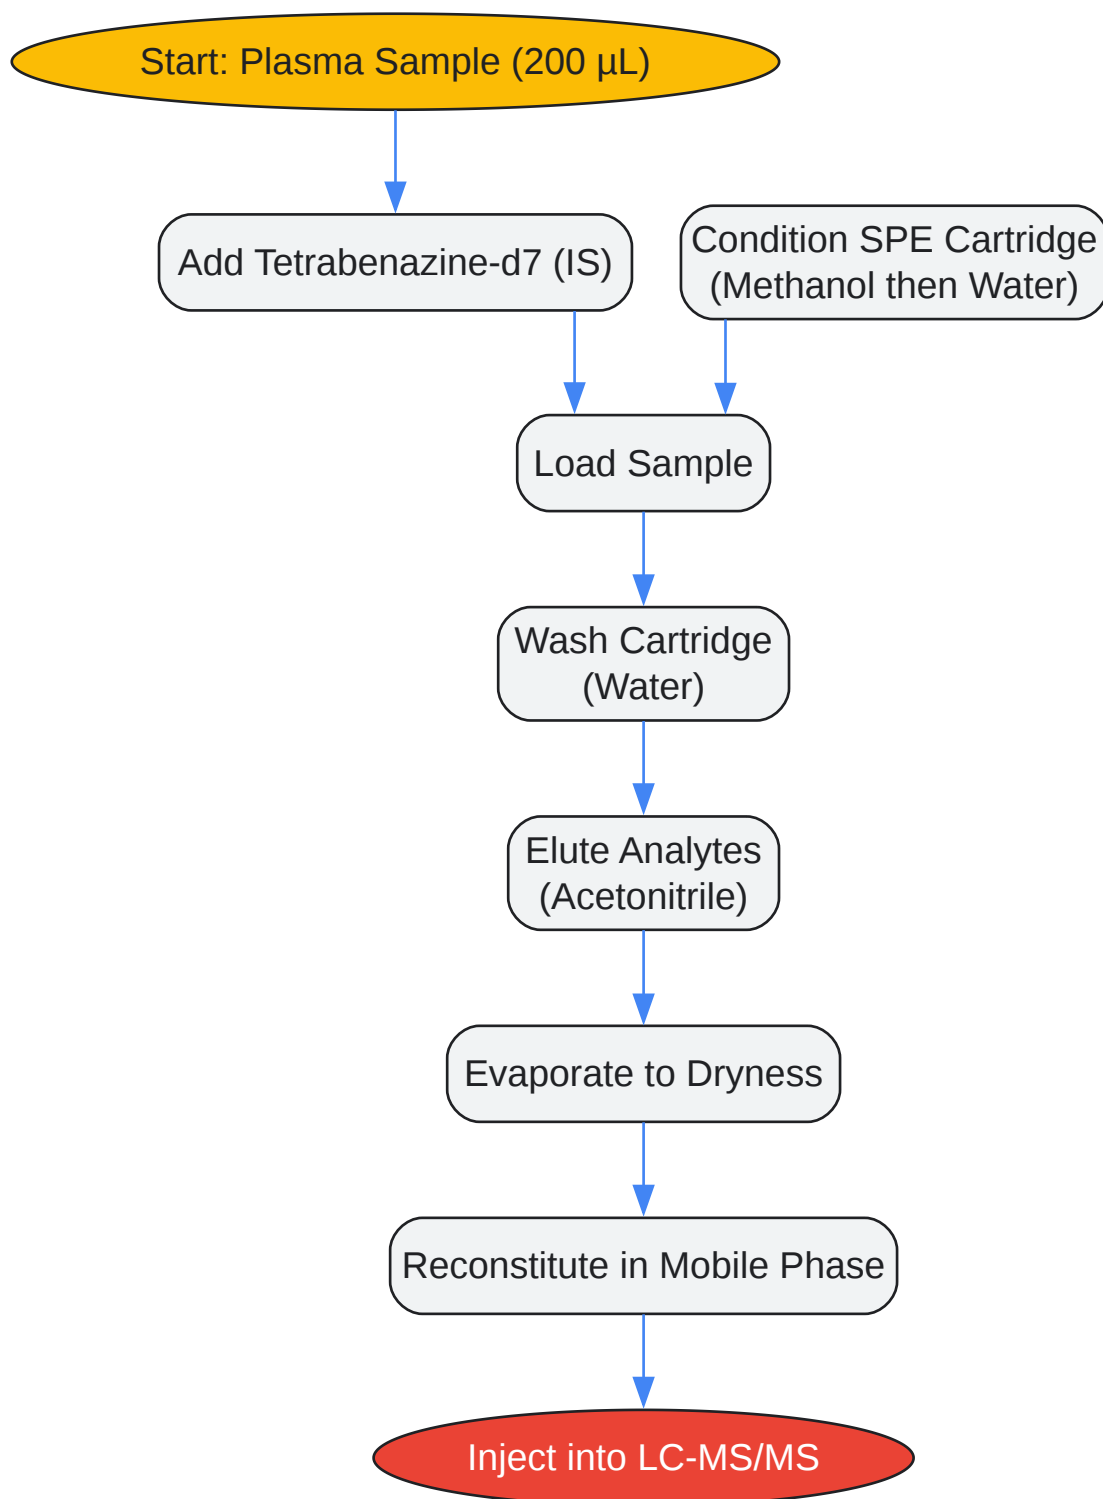 Start: Plasma Sample (200 µL)
Add Tetrabenazine-d7 (IS)
Condition SPE Cartridge
(Methanol then Water)
Load Sample
Wash Cartridge
(Water)
Elute Analytes
(Acetonitrile)
Evaporate to Dryness
Reconstitute in Mobile Phase
Inject into LC-MS/MS